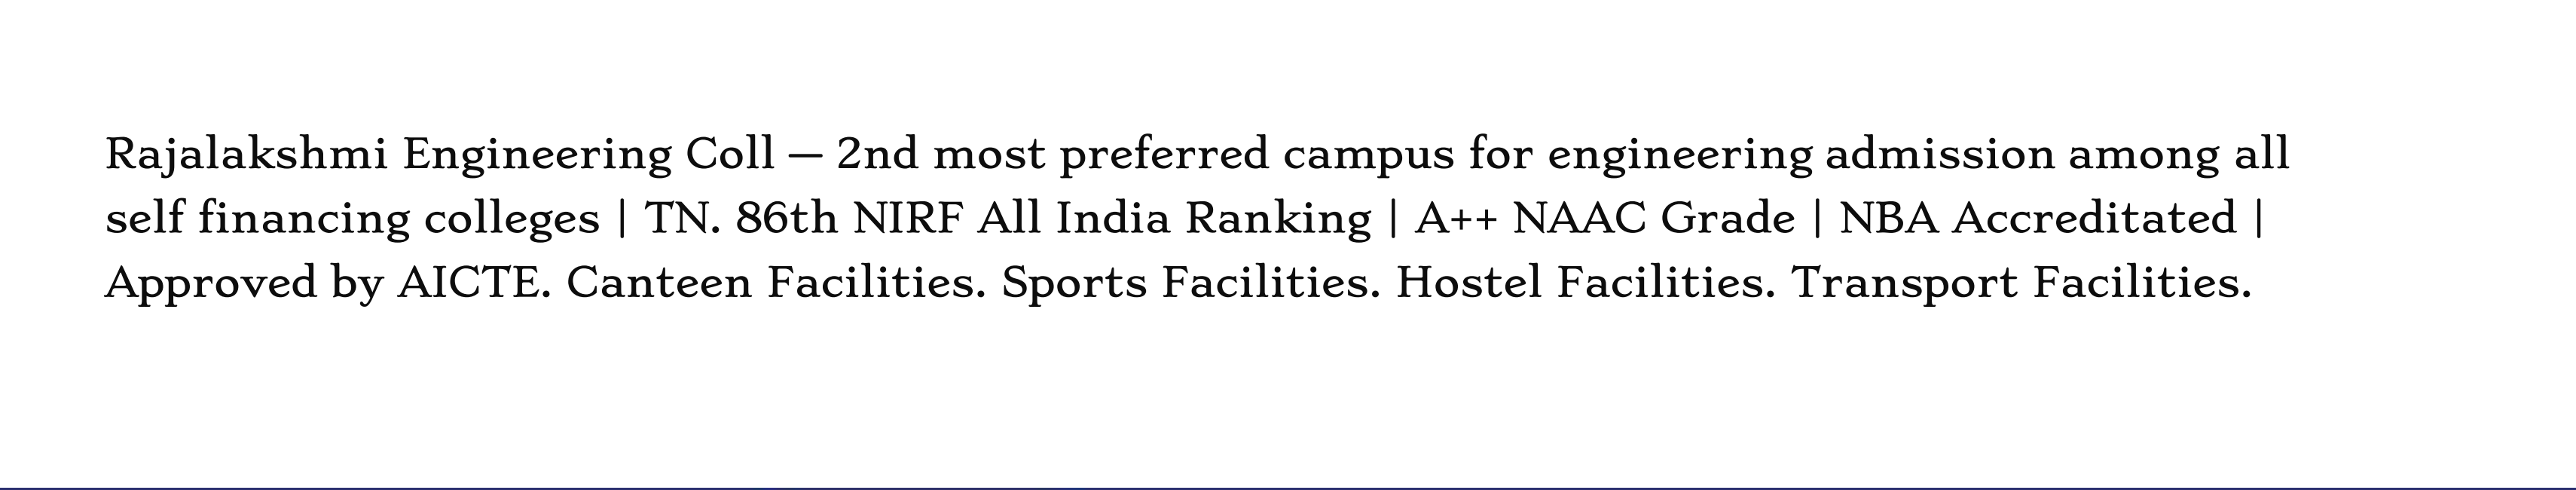 Rajalakshmi Engineering Coll — 2nd most preferred campus for engineering admission among all
self financing colleges | TN. 86th NIRF All India Ranking | A++ NAAC Grade | NBA Accreditated |
Approved by AICTE. Canteen Facilities. Sports Facilities. Hostel Facilities. Transport Facilities.